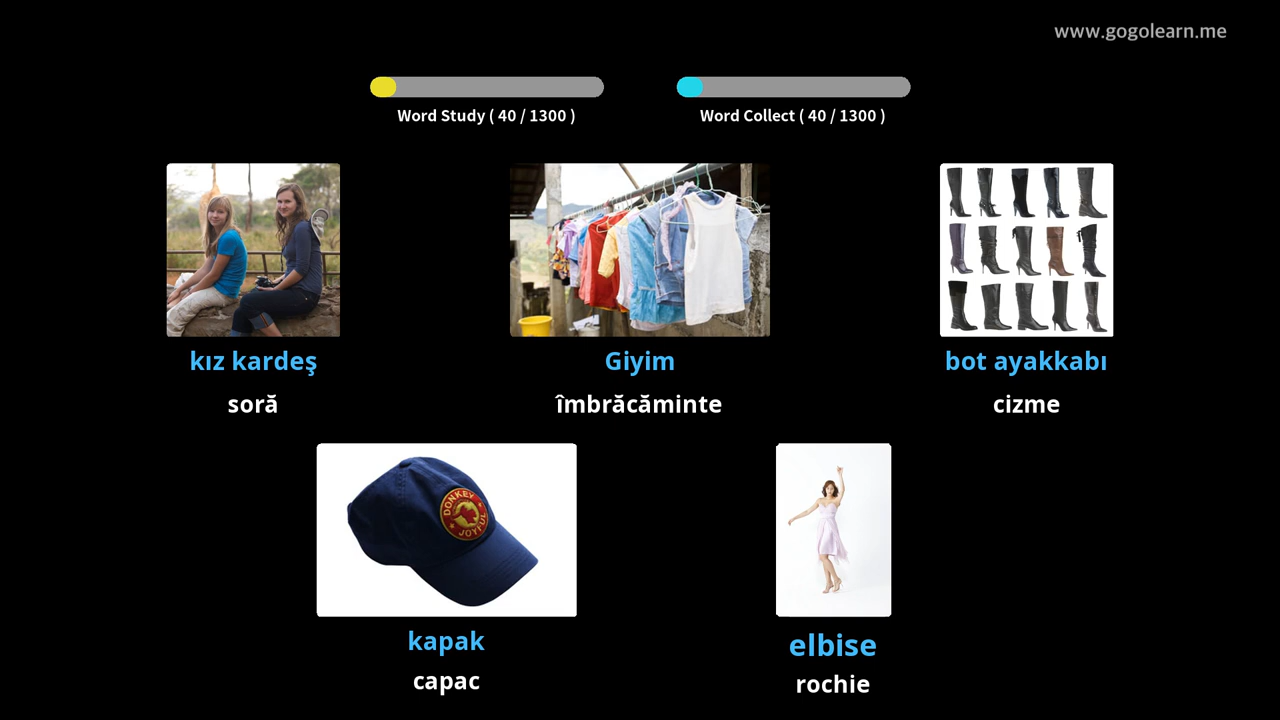 www.gogolearn.me
Word Study ( 40 / 1300 )
Word Collect ( 40 / 1300 )
kız kardeş
Giyim
bot ayakkabı
soră
îmbrăcăminte
cizme
DONKEY
JOYFUL
kapak
elbise
capac
rochie